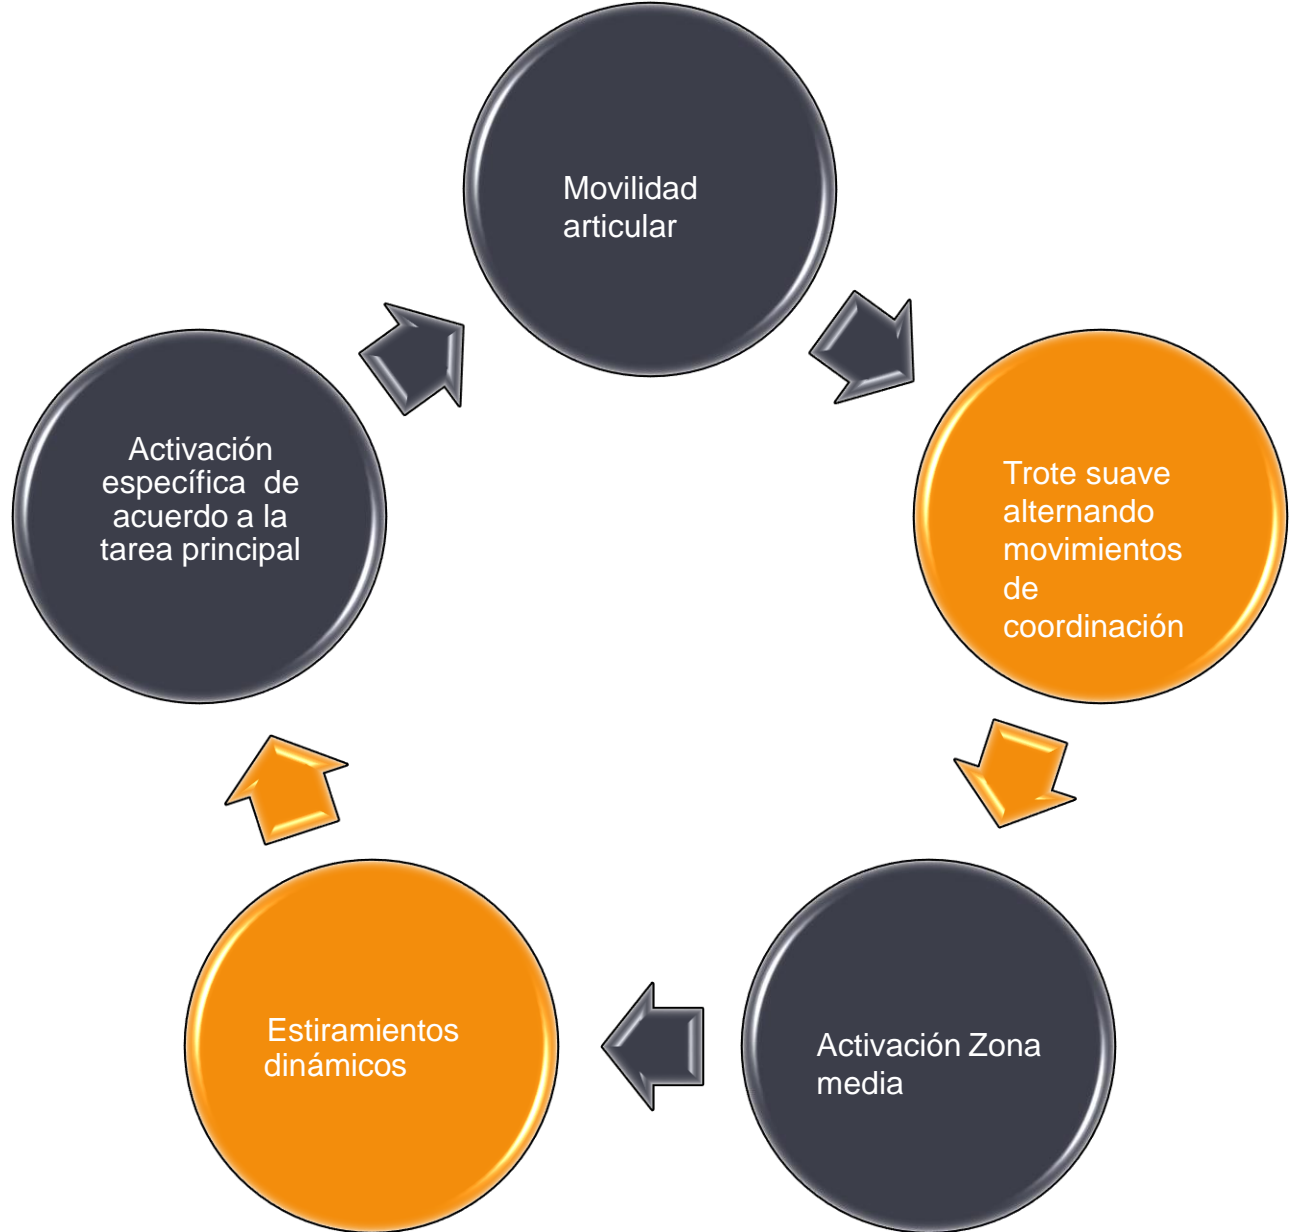 Movilidad
articular
Trote suave
alternando
movimientos
de
coordinación
Activación Zona
media
Estiramientos
dinámicos
Activación
específica  de
acuerdo a la
tarea principal